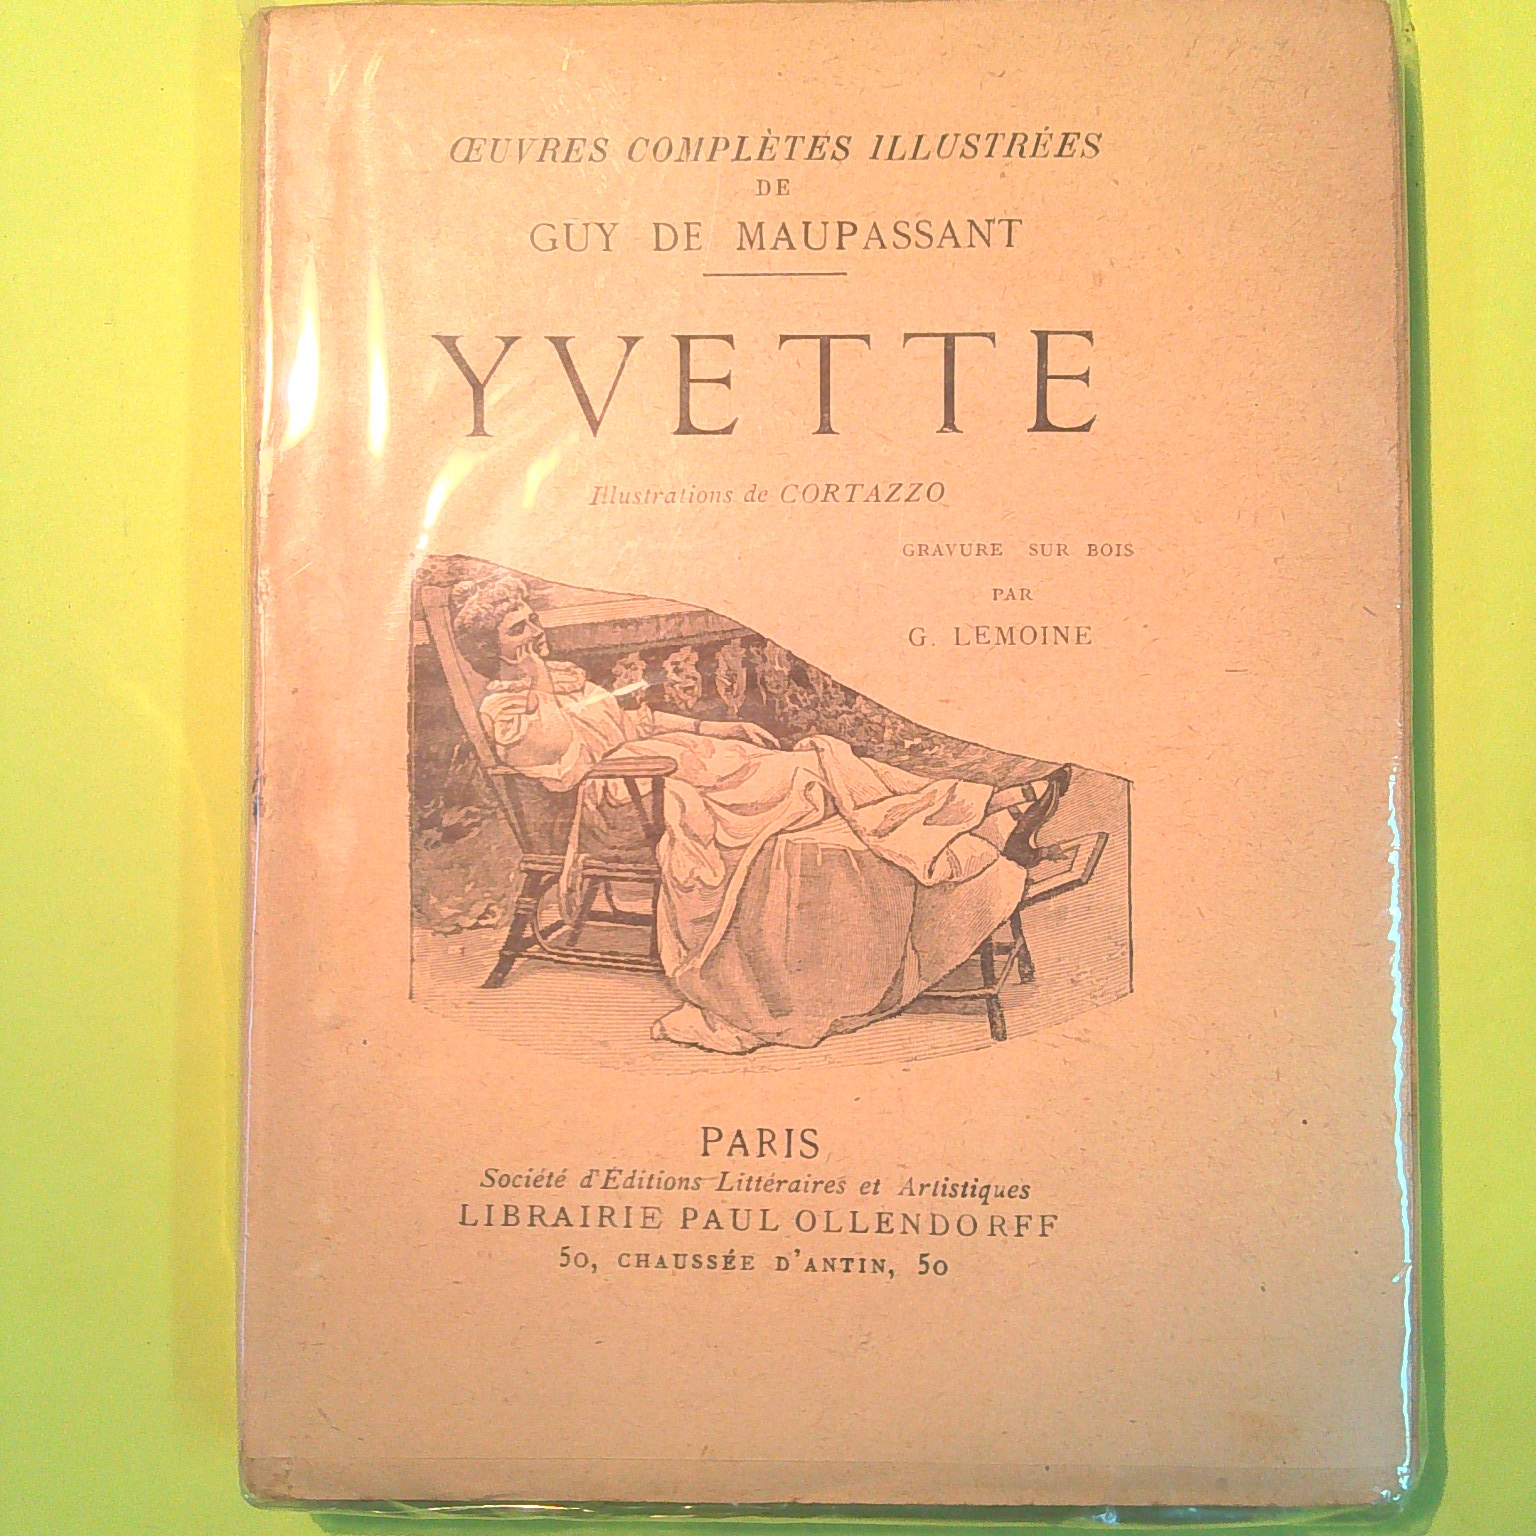 ŒUVRES COMPLÈTES ILLUSTRÉES
DE
GUY DE MAUPASSANT
YVETTE
Illustrations de CORTAZZO
GRAVURE SUR BOIS
PAR
G. LEMOINE
PARIS
Société d'Éditions Littéraires et Artistiques
LIBRAIRIE PAUL OLLENDORFF
50, CHAUSSÉE D'ANTIN, 50